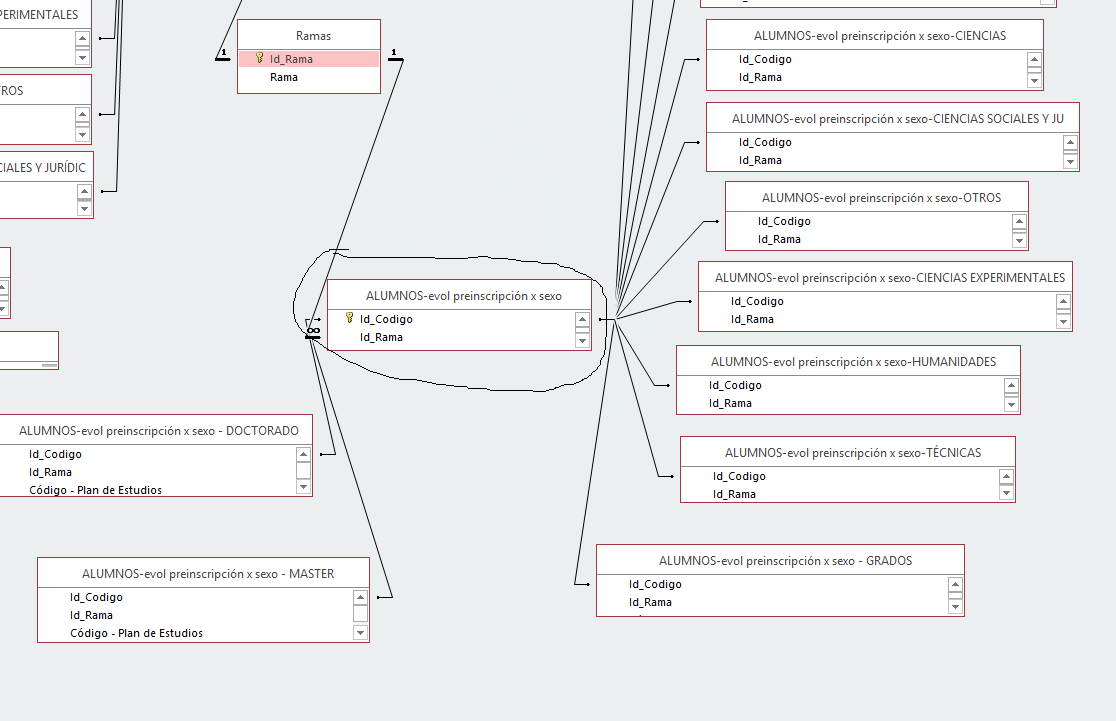 PERIMENTALES
Ramas
Id_Rama
Rama
1
1
TROS
CIALES Y JURÍDIC
ALUMNOS-evol preinscripción x sexo-CIENCIAS
Id_Codigo
Id_Rama
ALUMNOS-evol preinscripción x sexo-CIENCIAS SOCIALES Y JU
Id_Codigo
Id_Rama
ALUMNOS-evol preinscripción x sexo-OTROS
Id_Codigo
Id_Rama
ALUMNOS-evol preinscripción x sexo-CIENCIAS EXPERIMENTALES
Id_Codigo
Id_Rama
ALUMNOS-evol preinscripción x sexo
Id_Codigo
Id_Rama
∞
ALUMNOS-evol preinscripción x sexo-HUMANIDADES
Id_Codigo
Id_Rama
ALUMNOS-evol preinscripción x sexo - DOCTORADO
Id_Codigo
Id_Rama
Código - Plan de Estudios
ALUMNOS-evol preinscripción x sexo-TÉCNICAS
Id_Codigo
Id_Rama
ALUMNOS-evol preinscripción x sexo - MASTER
Id_Codigo
Id_Rama
Código - Plan de Estudios
ALUMNOS-evol preinscripción x sexo - GRADOS
Id_Codigo
Id_Rama